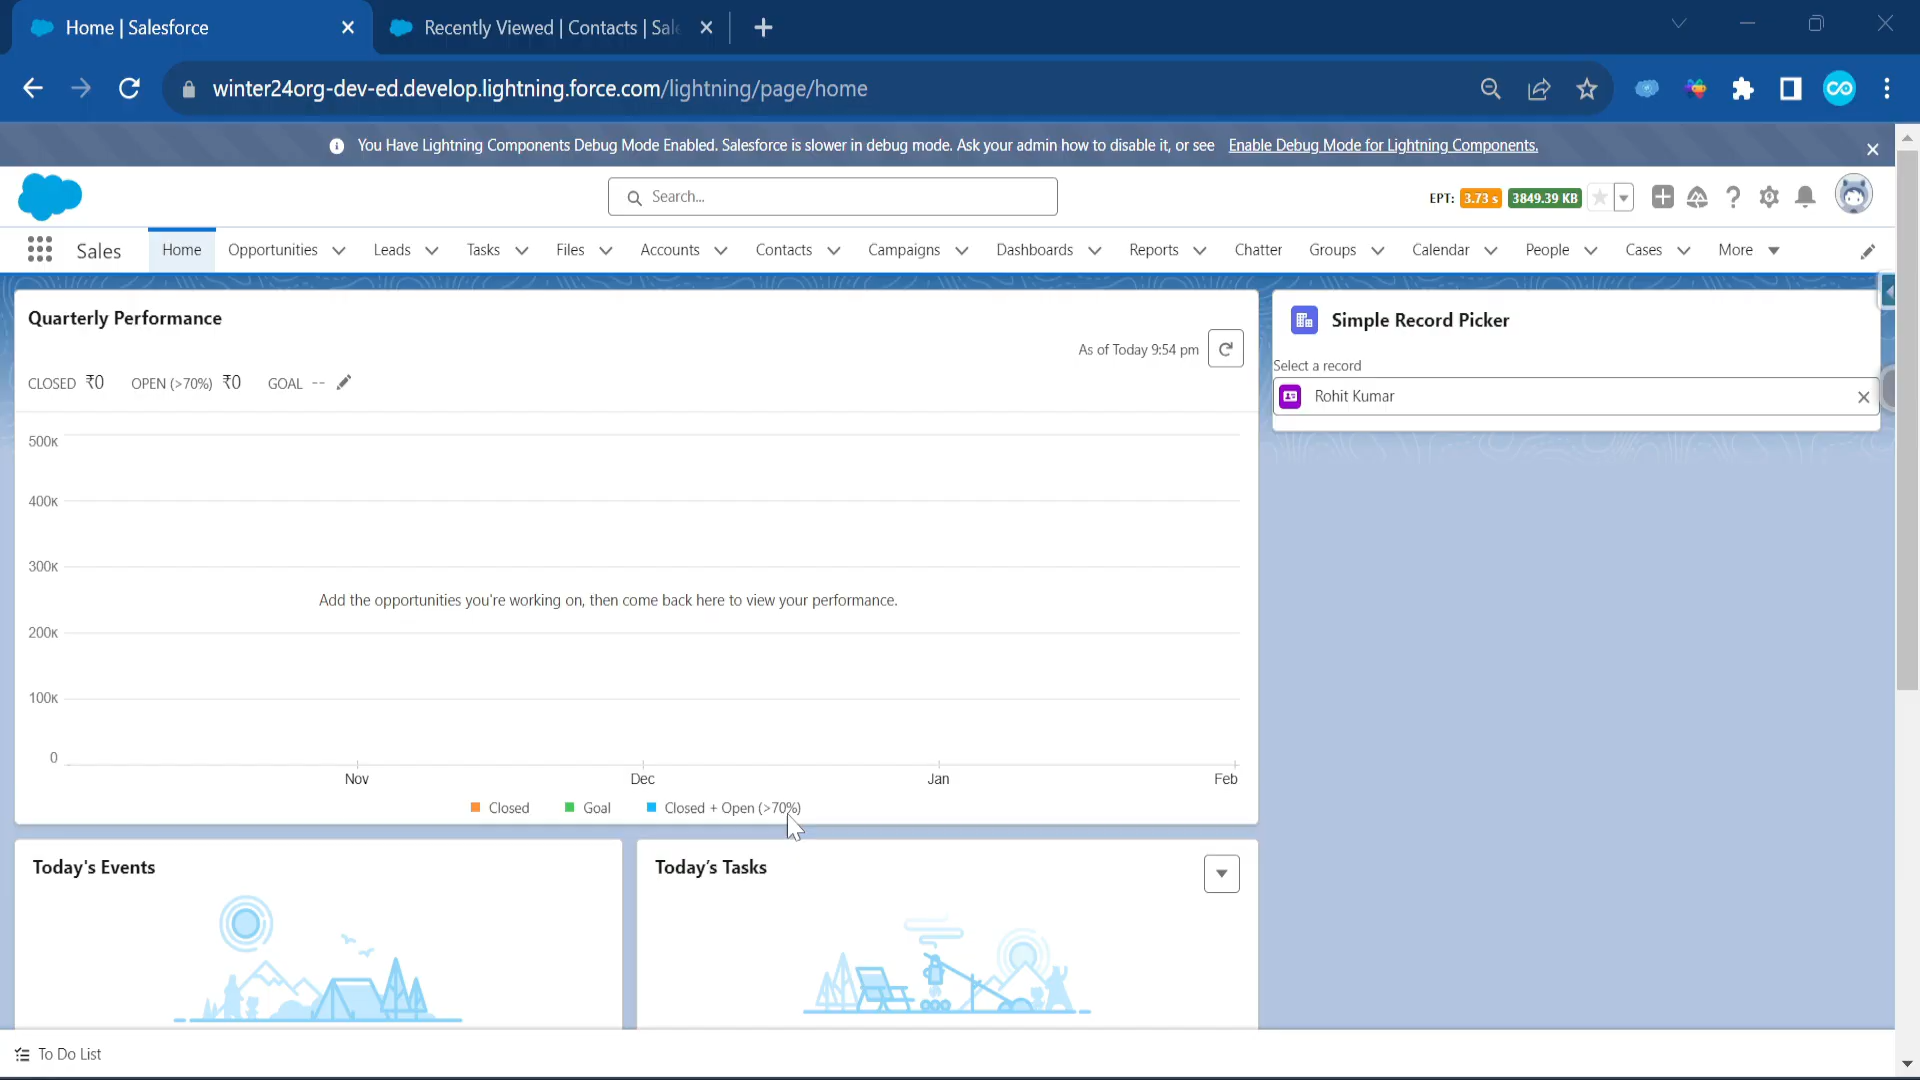 Home | Salesforce
Recently Viewed | Contacts | Sal
winter24org-dev-ed.develop.lightning.force.com/lightning/page/home
You Have Lightning Components Debug Mode Enabled. Salesforce is slower in debug mode. Ask your admin how to disable it, or see Enable Debug Mode for Lightning Components.
Search...
EPT: 3.73 s 3849.39 KB
Sales Home Opportunities Leads Tasks Files Accounts Contacts Campaigns Dashboards Reports Chatter Groups Calendar People Cases More
Quarterly Performance
As of Today 9:54 pm
CLOSED ₹0 OPEN (>70%) ₹0 GOAL --
500K
400K
300K
Add the opportunities you're working on, then come back here to view your performance.
200K
100K
0
Nov Dec Jan Feb
Closed Goal Closed + Open (>70%)
Simple Record Picker
Select a record
Rohit Kumar
Today's Events
Today's Tasks
To Do List